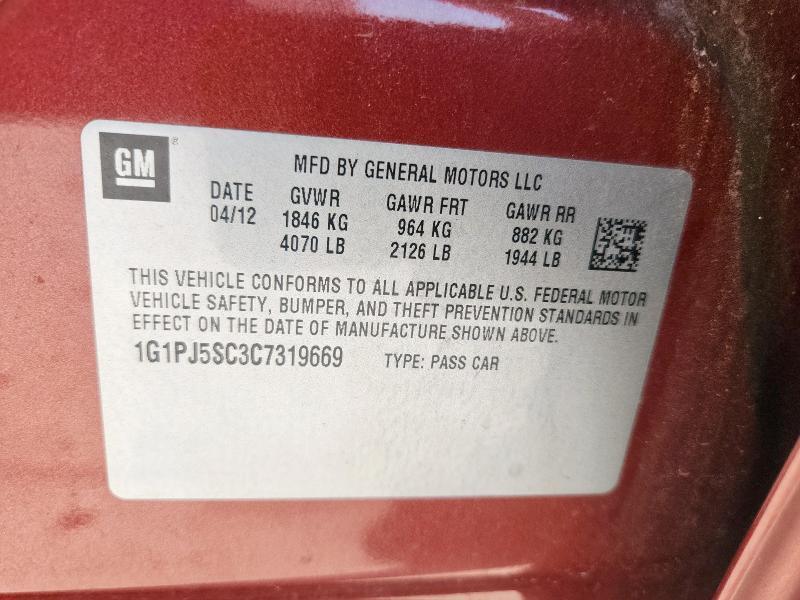 GM®
MFD BY GENERAL MOTORS LLC
DATE GVWR GAWR FRT GAWR RR
04/12 1846 KG 964 KG 882 KG
4070 LB 2126 LB 1944 LB
THIS VEHICLE CONFORMS TO ALL APPLICABLE U.S. FEDERAL MOTOR
VEHICLE SAFETY, BUMPER, AND THEFT PREVENTION STANDARDS IN
EFFECT ON THE DATE OF MANUFACTURE SHOWN ABOVE.
1G1PJ5SC3C7319669 TYPE: PASS CAR